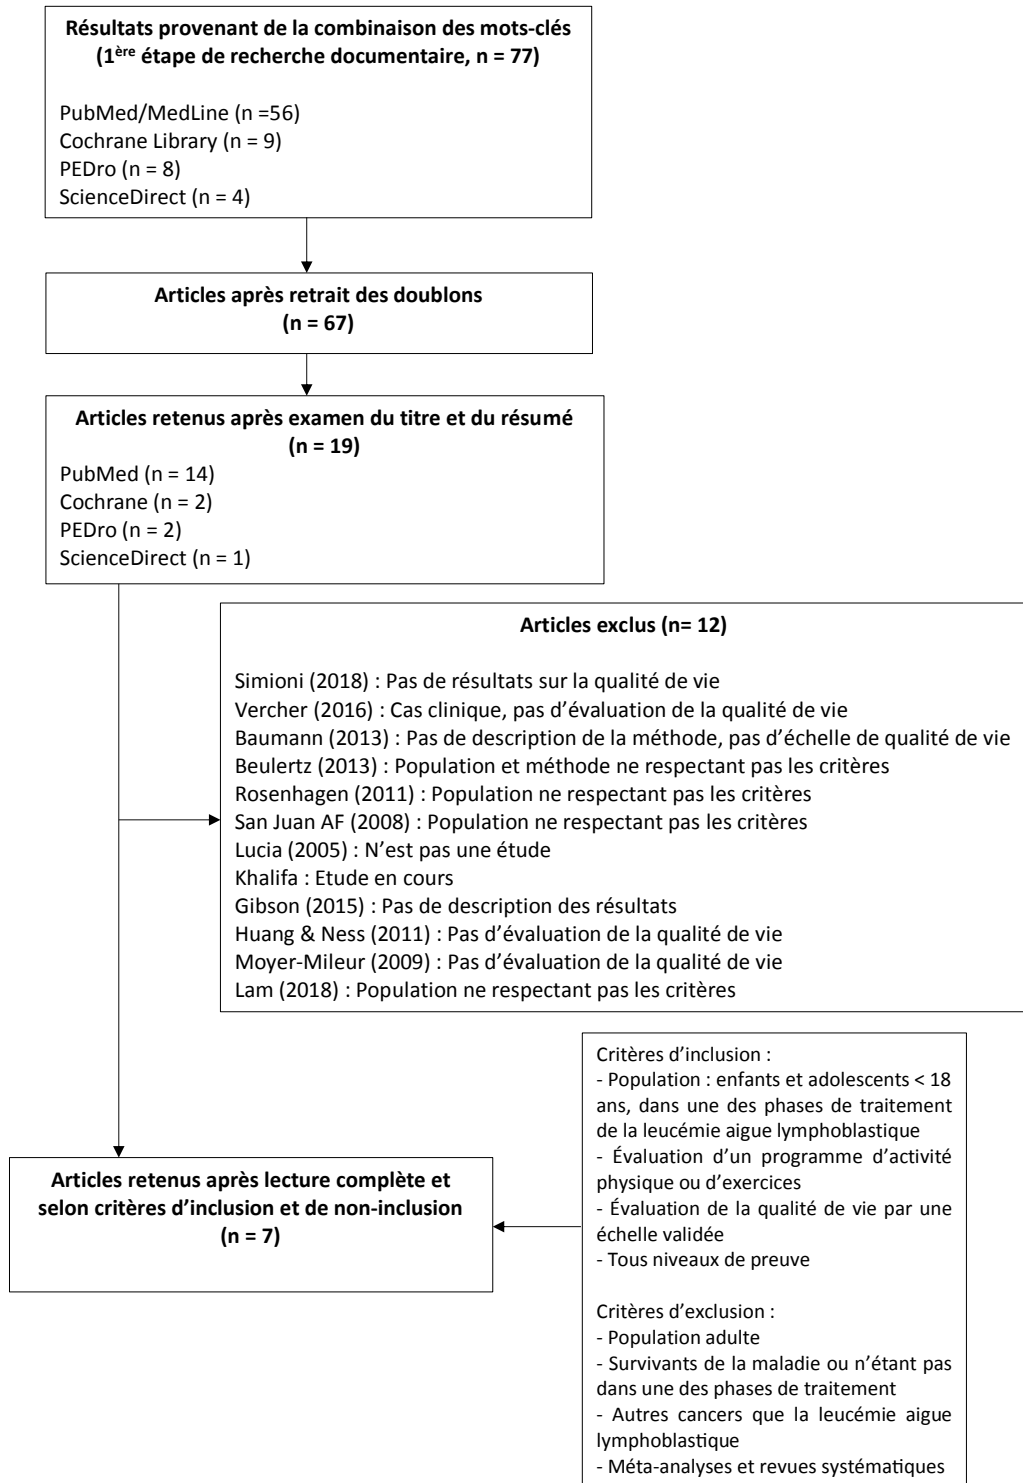 Résultats provenant de la combinaison des mots-clés
(1ère étape de recherche documentaire, n = 77)
PubMed/MedLine (n =56)
Cochrane Library (n = 9)
PEDro (n = 8)
ScienceDirect (n = 4)
Articles après retrait des doublons
(n = 67)
Articles retenus après examen du titre et du résumé
(n = 19)
PubMed (n = 14)
Cochrane (n = 2)
PEDro (n = 2)
ScienceDirect (n = 1)
Articles exclus (n= 12)
Simioni (2018) : Pas de résultats sur la qualité de vie
Vercher (2016) : Cas clinique, pas d’évaluation de la qualité de vie
Baumann (2013) : Pas de description de la méthode, pas d’échelle de qualité de vie
Beulertz (2013) : Population et méthode ne respectant pas les critères
Rosenhagen (2011) : Population ne respectant pas les critères
San Juan AF (2008) : Population ne respectant pas les critères
Lucia (2005) : N’est pas une étude
Khalifa : Etude en cours
Gibson (2015) : Pas de description des résultats
Huang & Ness (2011) : Pas d’évaluation de la qualité de vie
Moyer-Mileur (2009) : Pas d’évaluation de la qualité de vie
Lam (2018) : Population ne respectant pas les critères
Articles retenus après lecture complète et
selon critères d’inclusion et de non-inclusion
(n = 7)
Critères d’inclusion :
- Population : enfants et adolescents < 18
ans, dans une des phases de traitement
de la leucémie aigue lymphoblastique
- Évaluation d’un programme d’activité
physique ou d’exercices
- Évaluation de la qualité de vie par une
échelle validée
- Tous niveaux de preuve
Critères d’exclusion :
- Population adulte
- Survivants de la maladie ou n’étant pas
dans une des phases de traitement
- Autres cancers que la leucémie aigue
lymphoblastique
- Méta-analyses et revues systématiques